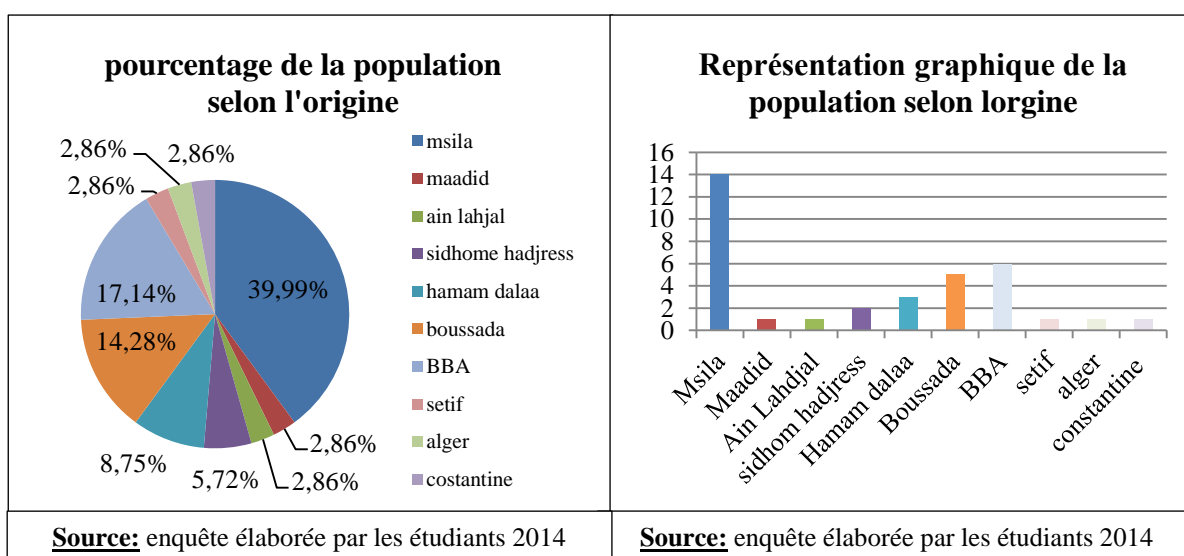 pourcentage de la population
selon l'origine
2,86%
2,86%
2,86%
17,14%
39,99%
14,28%
8,75%
5,72%
2,86%
2,86%
msila
maadid
ain lahjal
sidhome hadjress
hamam dalaa
boussada
BBA
setif
alger
costantine
Source: enquête élaborée par les étudiants 2014
Représentation graphique de la
population selon lorgine
16
14
12
10
8
6
4
2
0
Msila
Maadid
Ain Lahdjal
sidhom hadjress
Hamam dalaa
Boussada
BBA
setif
alger
constantine
Source: enquête élaborée par les étudiants 2014